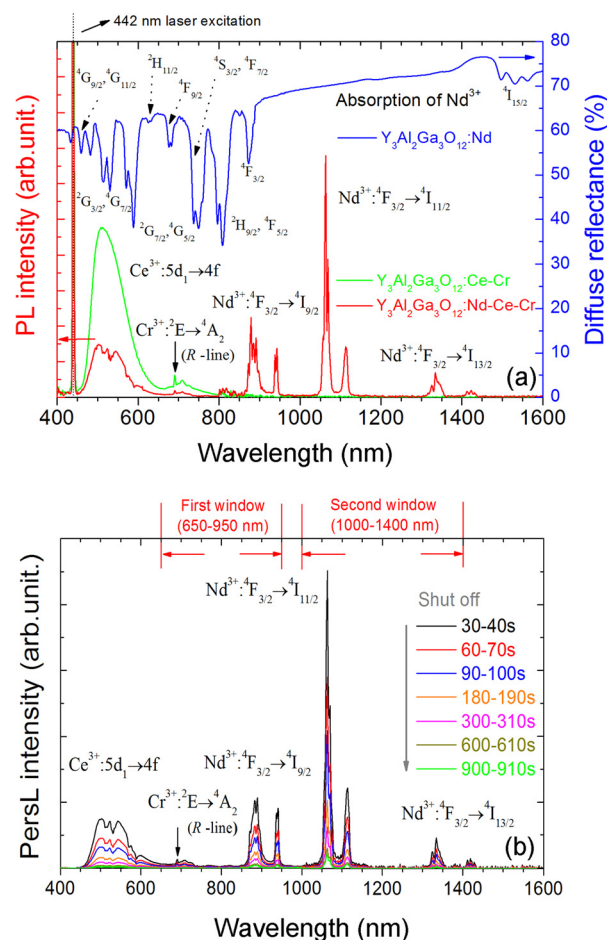 442 nm laser excitation
⁴G₉/₂, ⁴G₁₁/₂
²H₁₁/₂
⁴F₉/₂
⁴S₃/₂, ⁴F₇/₂
⁴I₁₅/₂
Absorption of Nd³⁺
Y₃Al₂Ga₃O₁₂:Nd
⁴F₃/₂
²G₃/₂, ⁴G₇/₂
²G₇/₂, ⁴G₅/₂
²H₉/₂, ⁴F₅/₂
Nd³⁺:⁴F₃/₂→⁴I₁₁/₂
Ce³⁺:5d₁→4f
Y₃Al₂Ga₃O₁₂:Ce-Cr
Y₃Al₂Ga₃O₁₂:Nd-Ce-Cr
Nd³⁺:⁴F₃/₂→⁴I₉/₂
Cr³⁺:²E→⁴A₂
(R -line)
Nd³⁺:⁴F₃/₂→⁴I₁₃/₂
(a)
PL intensity (arb.unit.)
Diffuse reflectance (%)
80
70
60
50
40
30
20
10
0
400 600 800 1000 1200 1400 1600
Wavelength (nm)
First window
(650-950 nm)
Second window
(1000-1400 nm)
Nd³⁺:⁴F₃/₂→⁴I₁₁/₂
Shut off
30-40s
60-70s
90-100s
180-190s
300-310s
600-610s
900-910s
Ce³⁺:5d₁→4f
Nd³⁺:⁴F₃/₂→⁴I₉/₂
Cr³⁺:²E→⁴A₂
(R -line)
Nd³⁺:⁴F₃/₂→⁴I₁₃/₂
(b)
PersL intensity (arb.unit.)
400 600 800 1000 1200 1400 1600
Wavelength (nm)